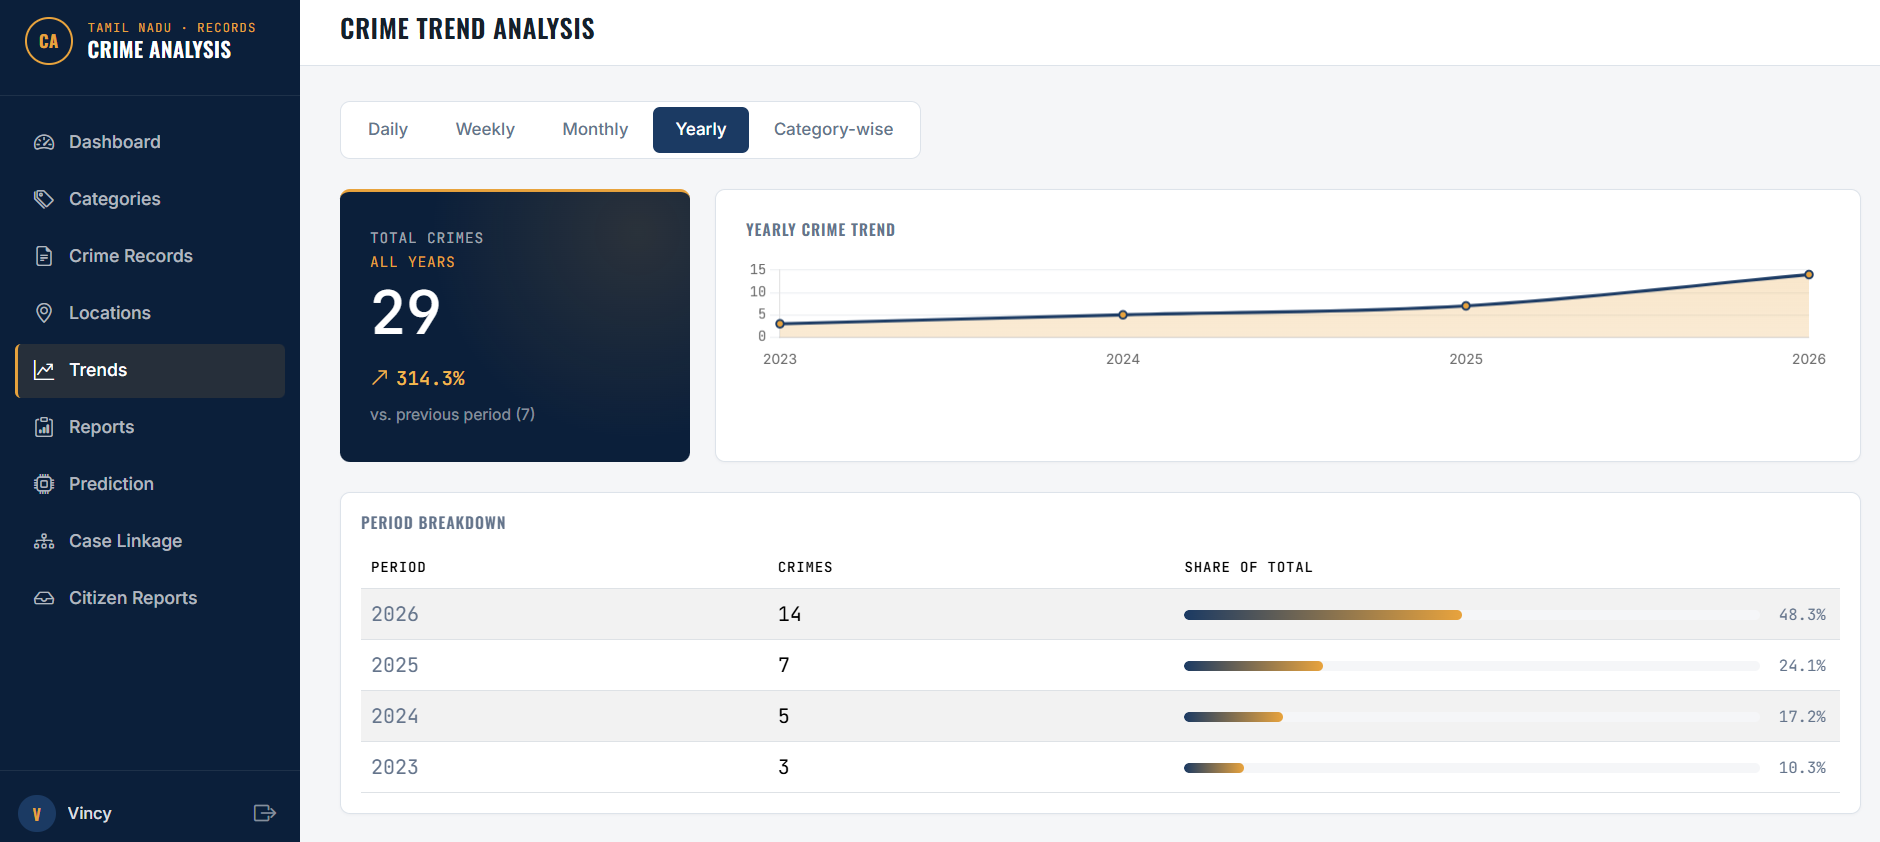 CA
TAMIL NADU · RECORDS
CRIME ANALYSIS
Dashboard
Categories
Crime Records
Locations
Trends
Reports
Prediction
Case Linkage
Citizen Reports
V
Vincy
CRIME TREND ANALYSIS
Daily Weekly Monthly Yearly Category-wise
TOTAL CRIMES
ALL YEARS
29
314.3%
vs. previous period (7)
YEARLY CRIME TREND
15
10
5
0
2023 2024 2025 2026
PERIOD BREAKDOWN
PERIOD CRIMES SHARE OF TOTAL
2026 14 48.3%
2025 7 24.1%
2024 5 17.2%
2023 3 10.3%